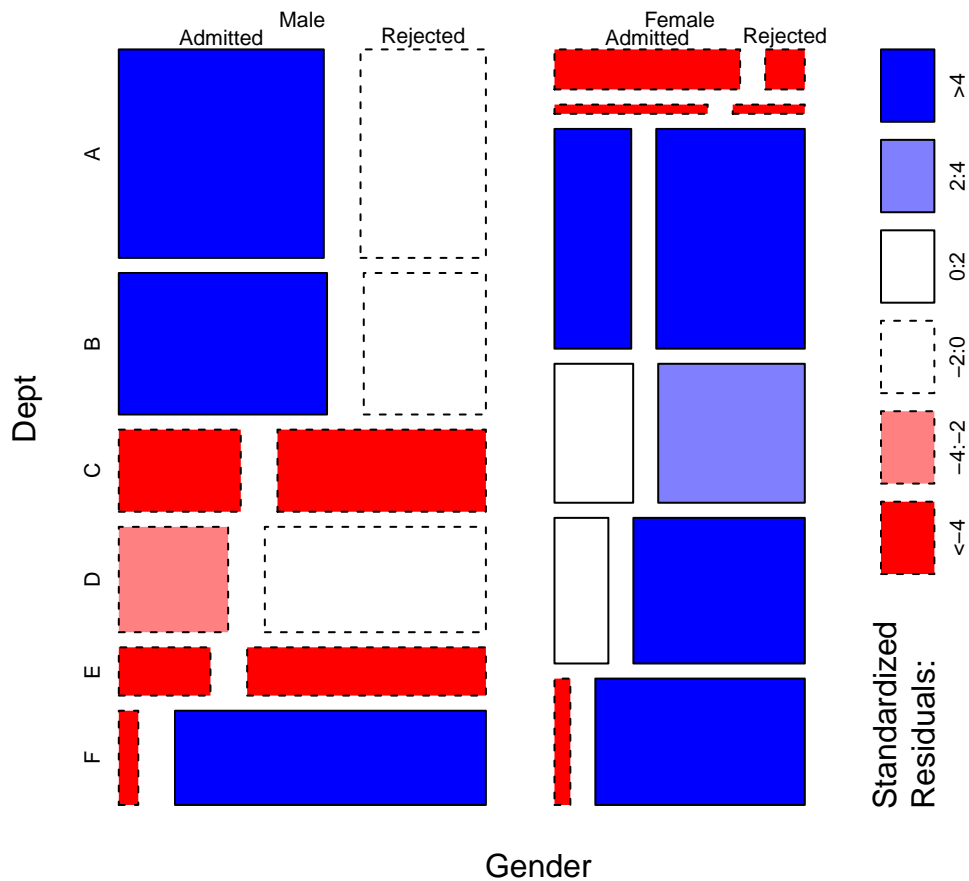 Male
Female
Admitted
Rejected
Admitted
Rejected
A
B
C
D
E
F
Dept
Gender
Standardized
Residuals:
<−4
−4:−2
−2:0
0:2
2:4
>4